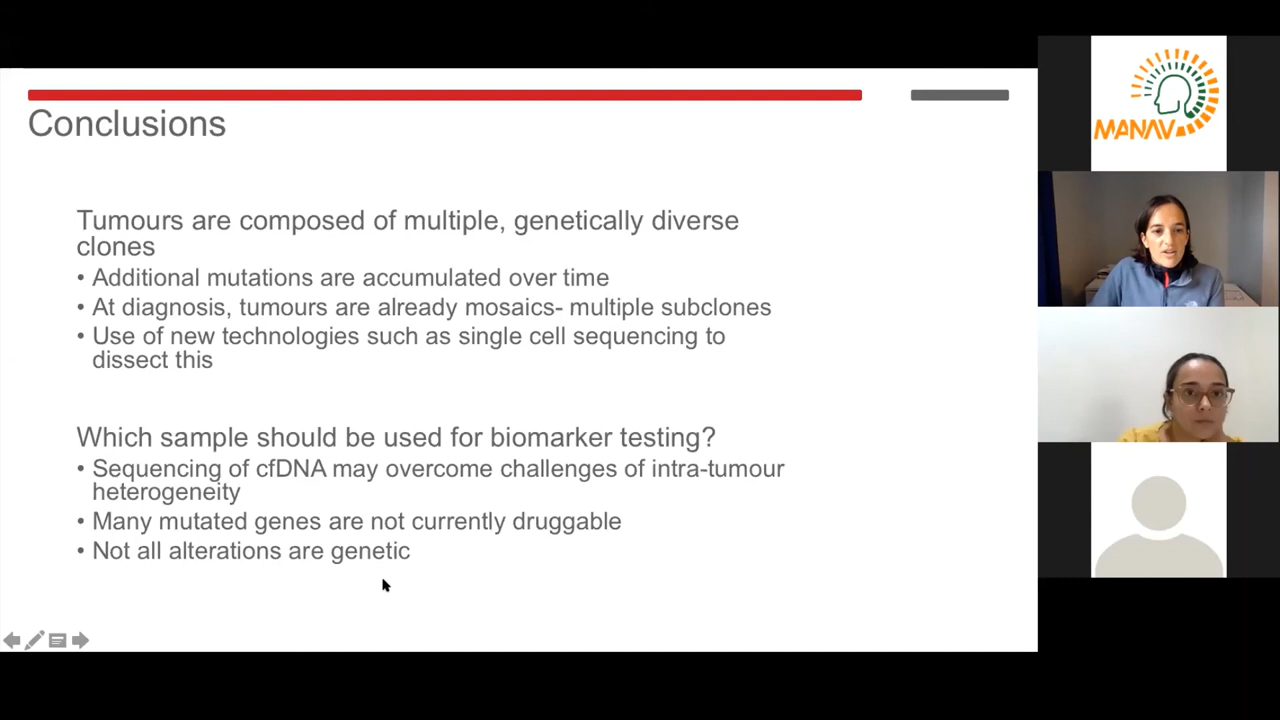 Conclusions
Tumours are composed of multiple, genetically diverse
clones
• Additional mutations are accumulated over time
• At diagnosis, tumours are already mosaics- multiple subclones
• Use of new technologies such as single cell sequencing to
dissect this
Which sample should be used for biomarker testing?
• Sequencing of cfDNA may overcome challenges of intra-tumour
heterogeneity
• Many mutated genes are not currently druggable
• Not all alterations are genetic
MANAV